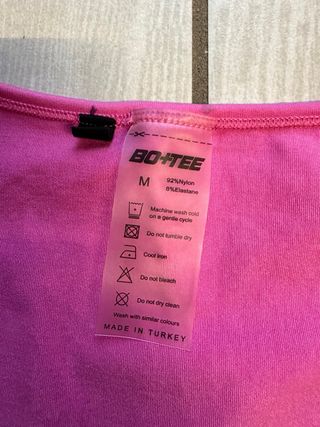 BO+TEE
M
92%Nylon
8%Elastane
Machine wash cold
on a gentle cycle
Do not tumble dry
Cool iron
Do not bleach
Do not dry clean
Wash with similar colours
MADE IN TURKEY